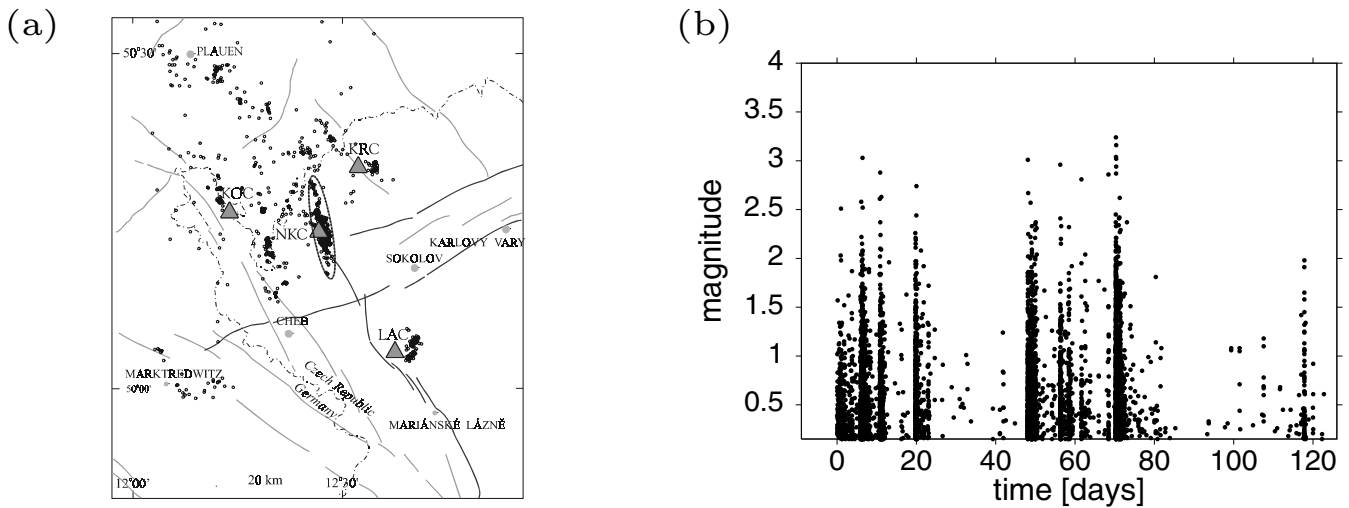 (a)
50°30'
PLAUEN
KRC
KOC
NKC
KARLOVY VARY
SOKOLOV
CHEB
LAC
MARKTREDWITZ
50°00'
Czech Republic
Germany
MARIÁNSKÉ LÁZNĚ
12°00'
20 km
12°30'
(b)
4
3.5
3
2.5
2
1.5
1
0.5
magnitude
0 20 40 60 80 100 120
time [days]